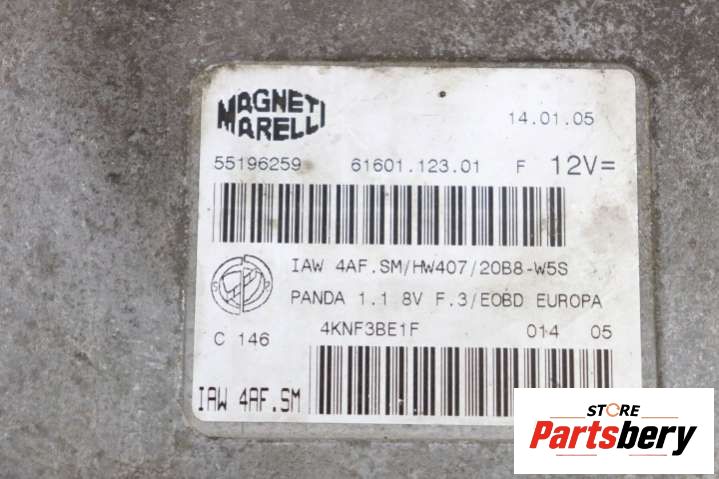 MAGNETI
MARELLI
14.01.05
55196259 61601.123.01 F 12V=
IAW 4AF.SM/HW407/20B8-W5S
PANDA 1.1 8V F.3/EOBD EUROPA
C 146 4KNF3BE1F 014 05
IAW 4AF.SM
STORE
Partsbery